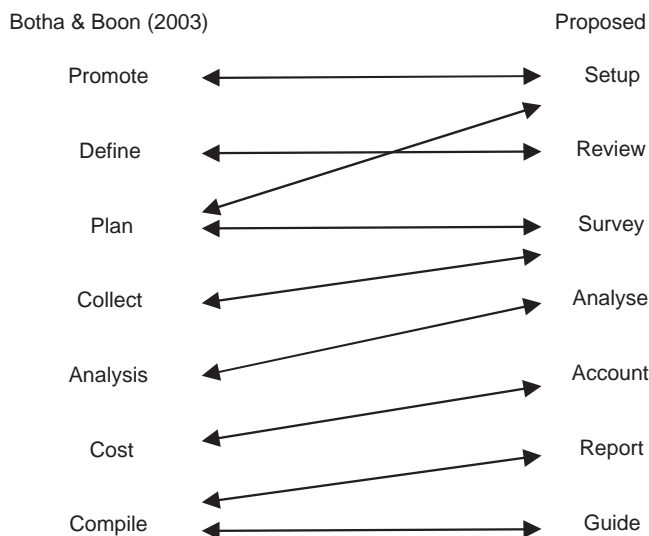 Botha & Boon (2003) Proposed
Promote Setup
Define Review
Plan Survey
Collect Analyse
Analysis Account
Cost Report
Compile Guide